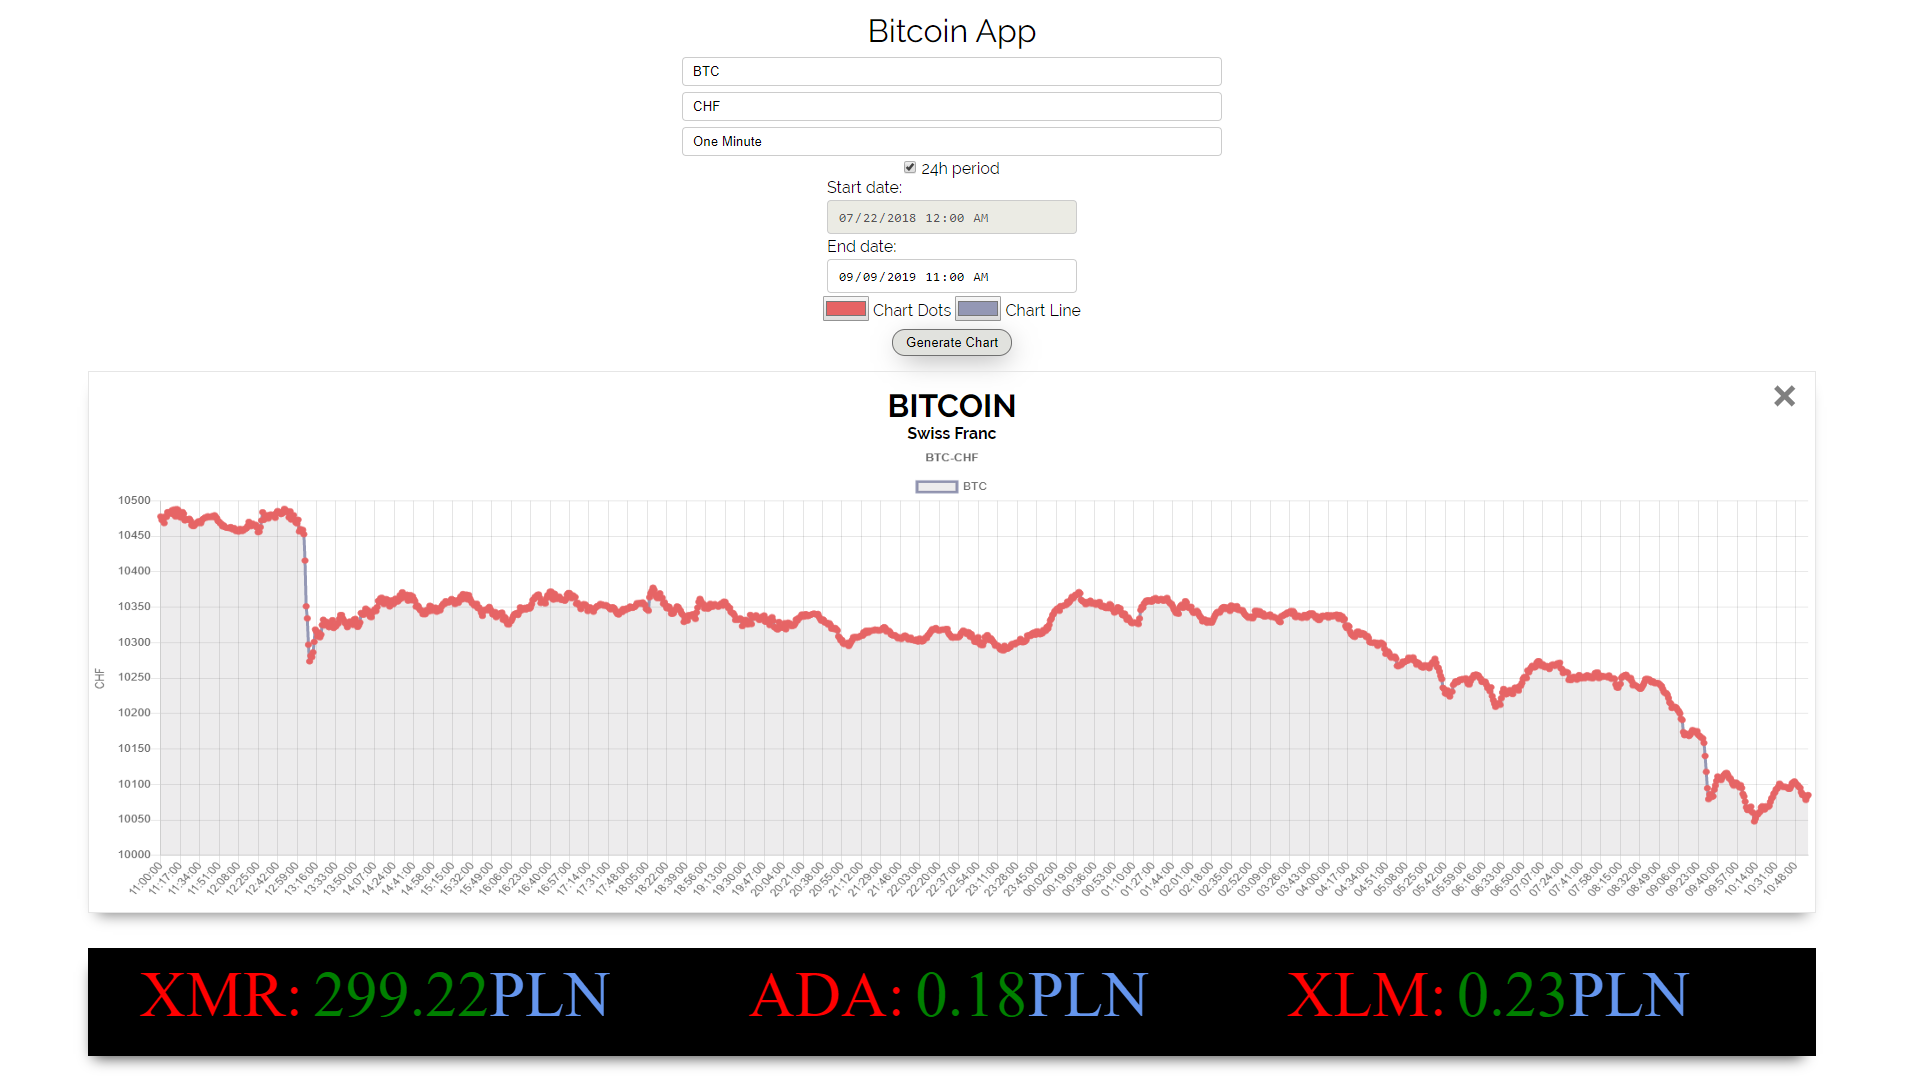 Bitcoin App
BTC
CHF
One Minute
24h period
Start date:
07/22/2018 12:00 AM
End date:
09/09/2019 11:00 AM
Chart Dots Chart Line
Generate Chart
BITCOIN
Swiss Franc
BTC-CHF
BTC
10500
10450
10400
10350
10300
10250
10200
10150
10100
10050
10000
CHF
11:00:00 11:17:00 11:34:00 11:51:00 12:08:00 12:25:00 12:42:00 12:59:00 13:16:00 13:33:00 13:50:00 14:07:00 14:24:00 14:41:00 14:58:00 15:15:00 15:32:00 15:49:00 16:06:00 16:23:00 16:40:00 16:57:00 17:14:00 17:31:00 17:48:00 18:05:00 18:22:00 18:39:00 18:56:00 19:13:00 19:30:00 19:47:00 20:04:00 20:21:00 20:38:00 20:55:00 21:12:00 21:29:00 21:46:00 22:03:00 22:20:00 22:37:00 22:54:00 23:11:00 23:28:00 23:45:00 00:02:00 00:19:00 00:36:00 00:53:00 01:10:00 01:27:00 01:44:00 02:01:00 02:18:00 02:35:00 02:52:00 03:09:00 03:26:00 03:43:00 04:00:00 04:17:00 04:34:00 04:51:00 05:08:00 05:25:00 05:42:00 05:59:00 06:16:00 06:33:00 06:50:00 07:07:00 07:24:00 07:41:00 07:58:00 08:15:00 08:32:00 08:49:00 09:06:00 09:23:00 09:40:00 09:57:00 10:14:00 10:31:00 10:48:00
XMR: 299.22PLN ADA: 0.18PLN XLM: 0.23PLN